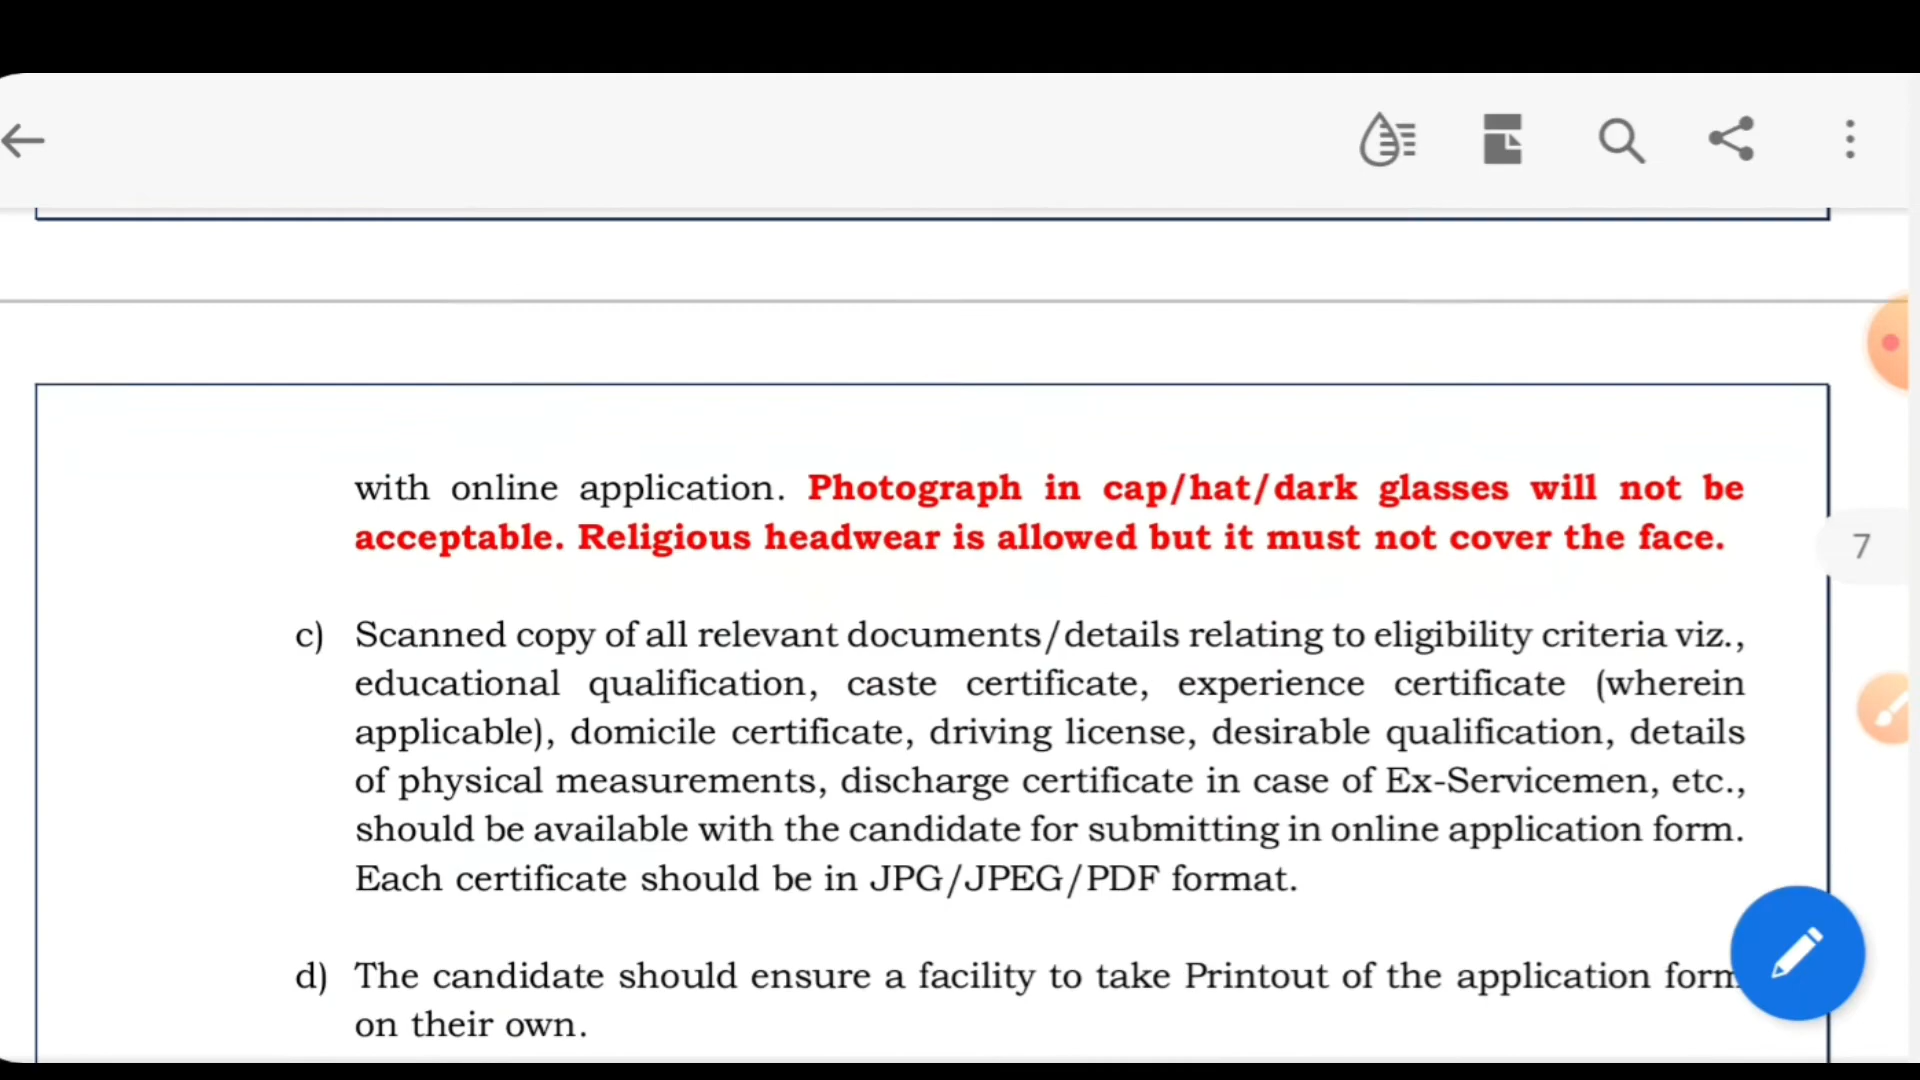 with online application. Photograph in cap/hat/dark glasses will not be
acceptable. Religious headwear is allowed but it must not cover the face.
7
c) Scanned copy of all relevant documents/details relating to eligibility criteria viz.,
educational qualification, caste certificate, experience certificate (wherein
applicable), domicile certificate, driving license, desirable qualification, details
of physical measurements, discharge certificate in case of Ex-Servicemen, etc.,
should be available with the candidate for submitting in online application form.
Each certificate should be in JPG/JPEG/PDF format.
d) The candidate should ensure a facility to take Printout of the application form
on their own.